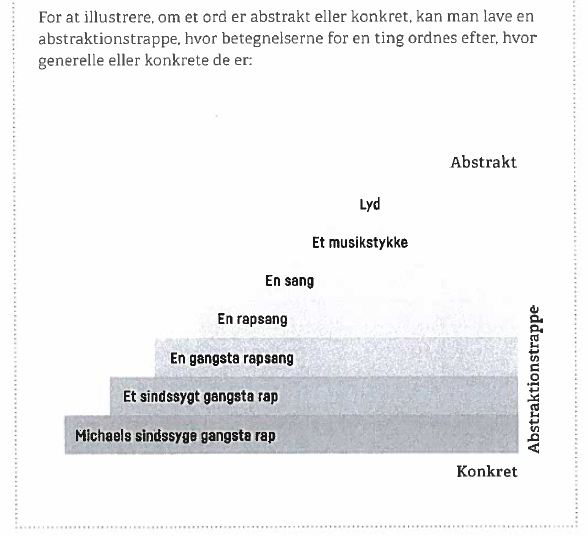 For at illustrere, om et ord er abstrakt eller konkret, kan man lave en
abstraktionstrappe, hvor betegnelserne for en ting ordnes efter, hvor
generelle eller konkrete de er:
Abstrakt
Lyd
Et musikstykke
En sang
En rapsang
En gangsta rapsang
Et sindssygt gangsta rap
Michaels sindssyge gangsta rap
Abstraktionstrappe
Konkret